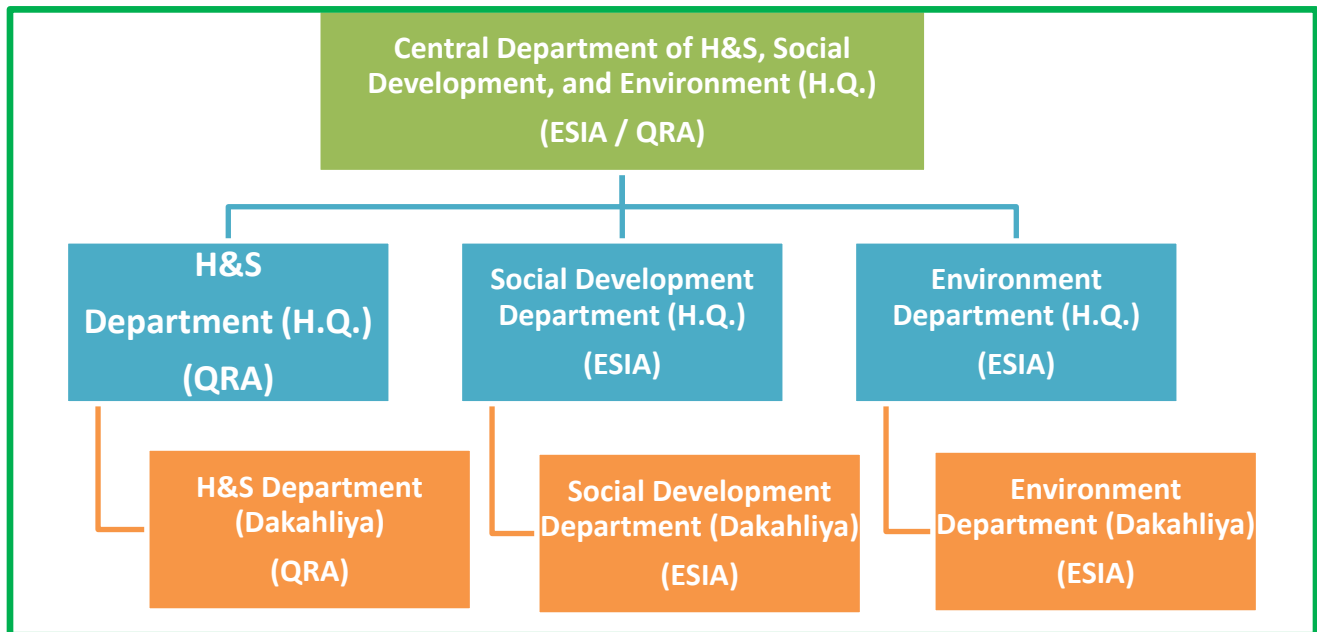 Central Department of H&S, Social
Development, and Environment (H.Q.)
(ESIA / QRA)
H&S
Department (H.Q.)
(QRA)
Social Development
Department (H.Q.)
(ESIA)
Environment
Department (H.Q.)
(ESIA)
H&S Department
(Dakahliya)
(QRA)
Social Development
Department (Dakahliya)
(ESIA)
Environment
Department (Dakahliya)
(ESIA)